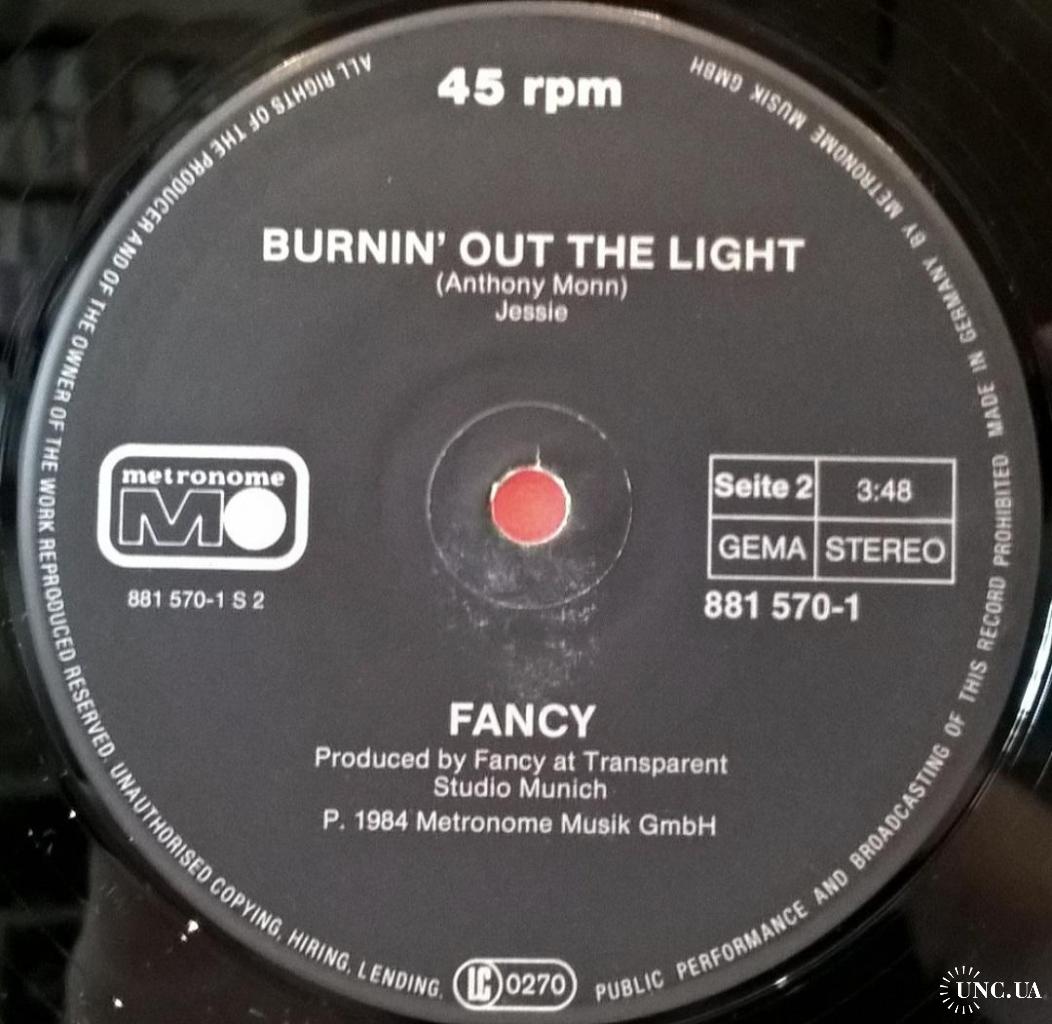 45 rpm
BURNIN' OUT THE LIGHT
(Anthony Monn)
Jessie
metronome
MO
881 570-1 S 2
Seite 2
3:48
GEMA
STEREO
881 570-1
FANCY
Produced by Fancy at Transparent
Studio Munich
P. 1984 Metronome Musik GmbH
ALL RIGHTS OF THE PRODUCER AND OF THE OWNER OF THE WORK REPRODUCED RESERVED. UNAUTHORISED COPYING, HIRING, LENDING,
LC 0270
PUBLIC PERFORMANCE AND BROADCASTING OF THIS RECORD PROHIBITED. MADE IN GERMANY BY METRONOME MUSIK GMBH
UNC.UA